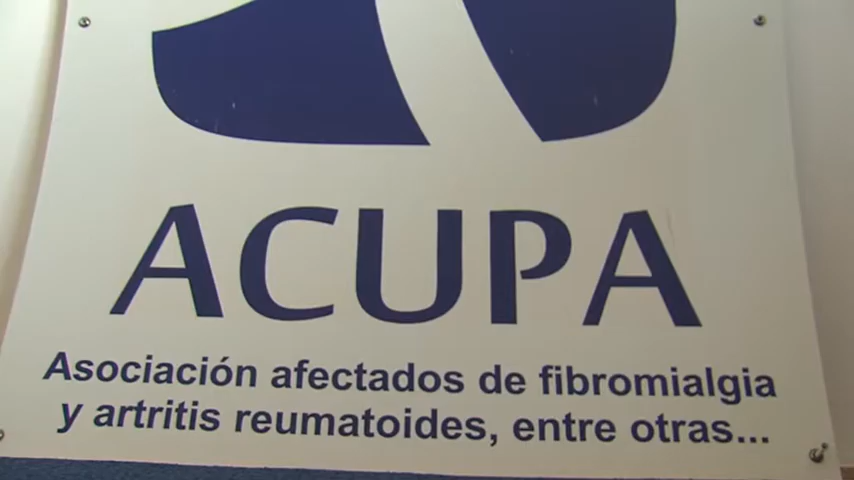 ACUPA
Asociación afectados de fibromialgia
y artritis reumatoides, entre otras...